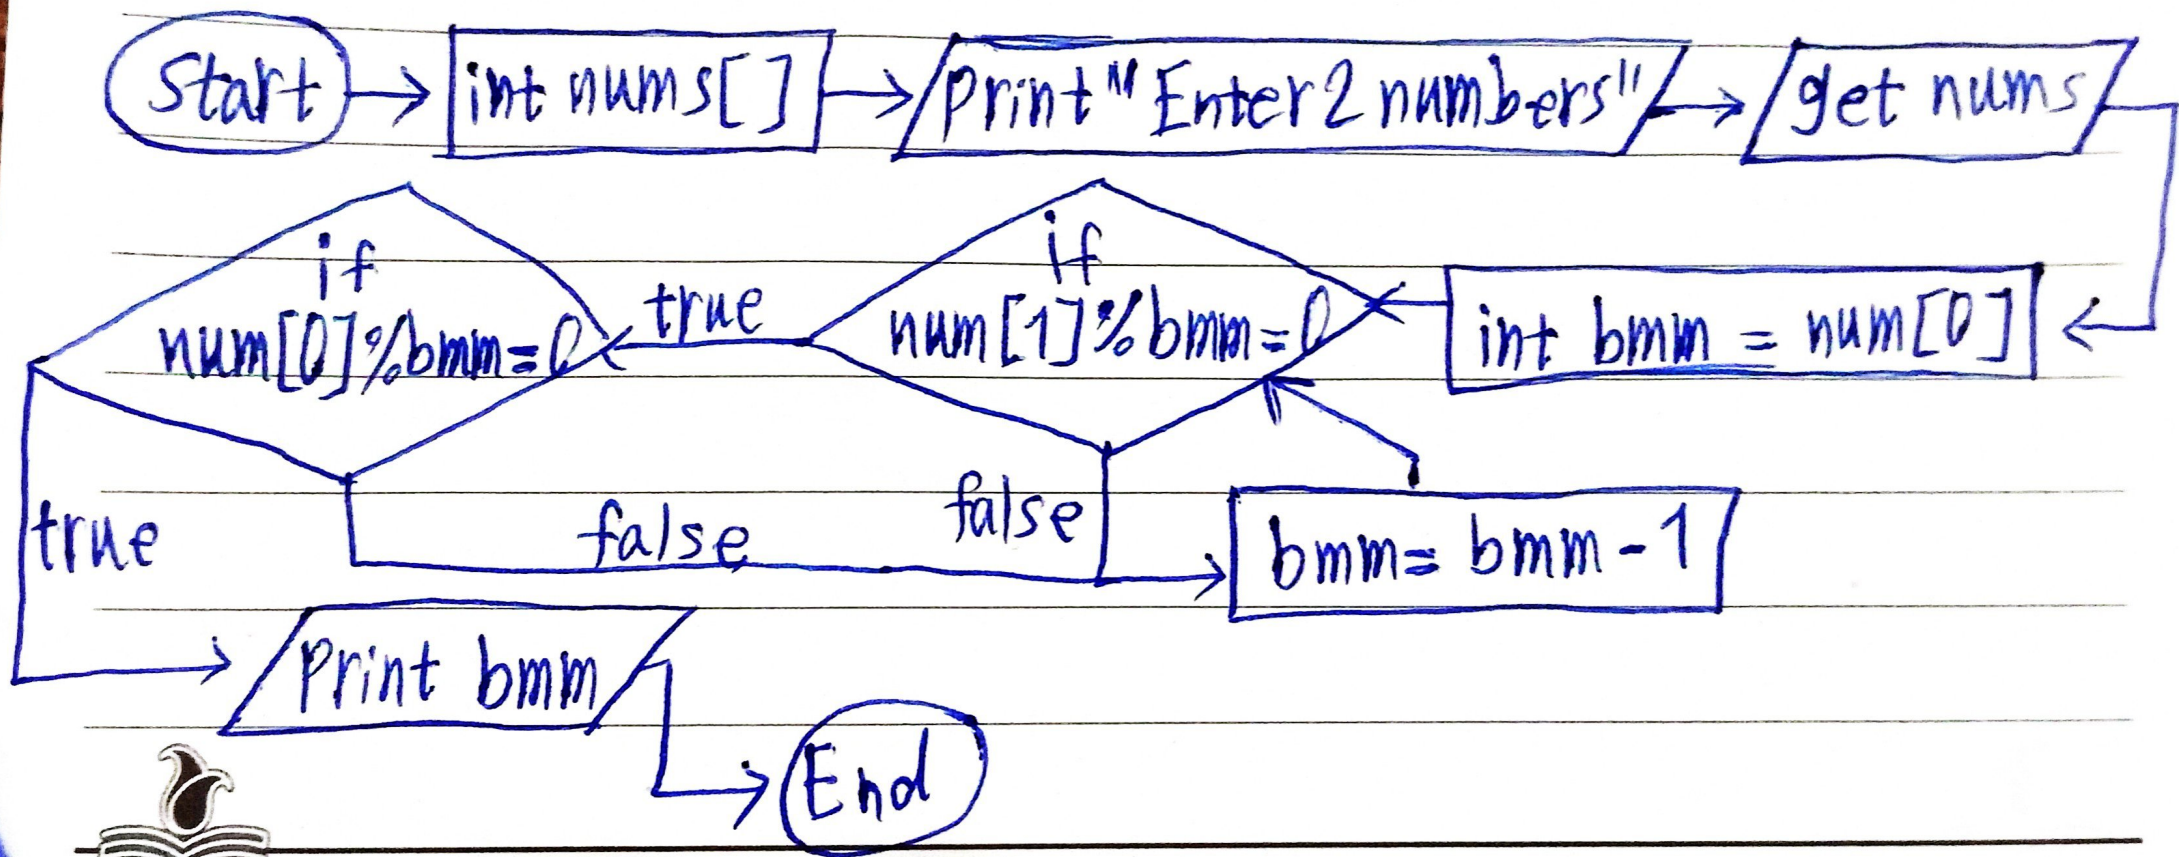 Start
int nums[]
print "Enter 2 numbers"
get nums
int bmm = num[0]
if
num[1]%bmm=0
true
if
num[0]%bmm=0
false
false
bmm= bmm-1
true
Print bmm
End